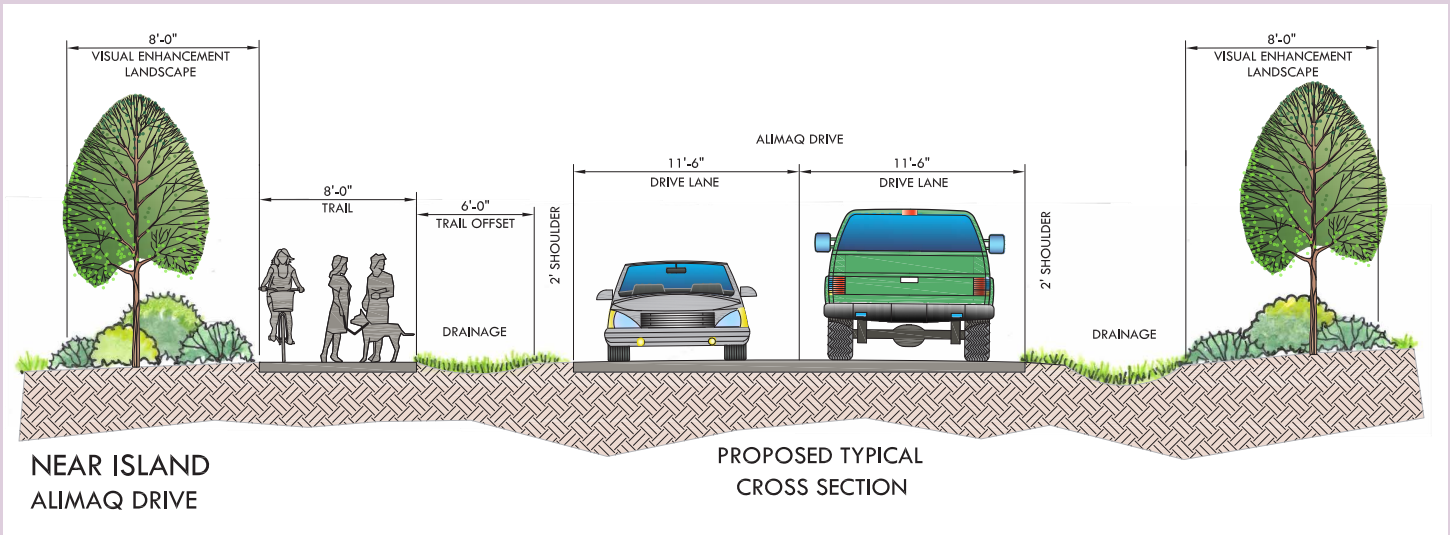 8'-0"
VISUAL ENHANCEMENT
LANDSCAPE
8'-0"
TRAIL
6'-0"
TRAIL OFFSET
DRAINAGE
2' SHOULDER
ALIMAQ DRIVE
11'-6"
DRIVE LANE
11'-6"
DRIVE LANE
2' SHOULDER
DRAINAGE
8'-0"
VISUAL ENHANCEMENT
LANDSCAPE
NEAR ISLAND
ALIMAQ DRIVE
PROPOSED TYPICAL
CROSS SECTION